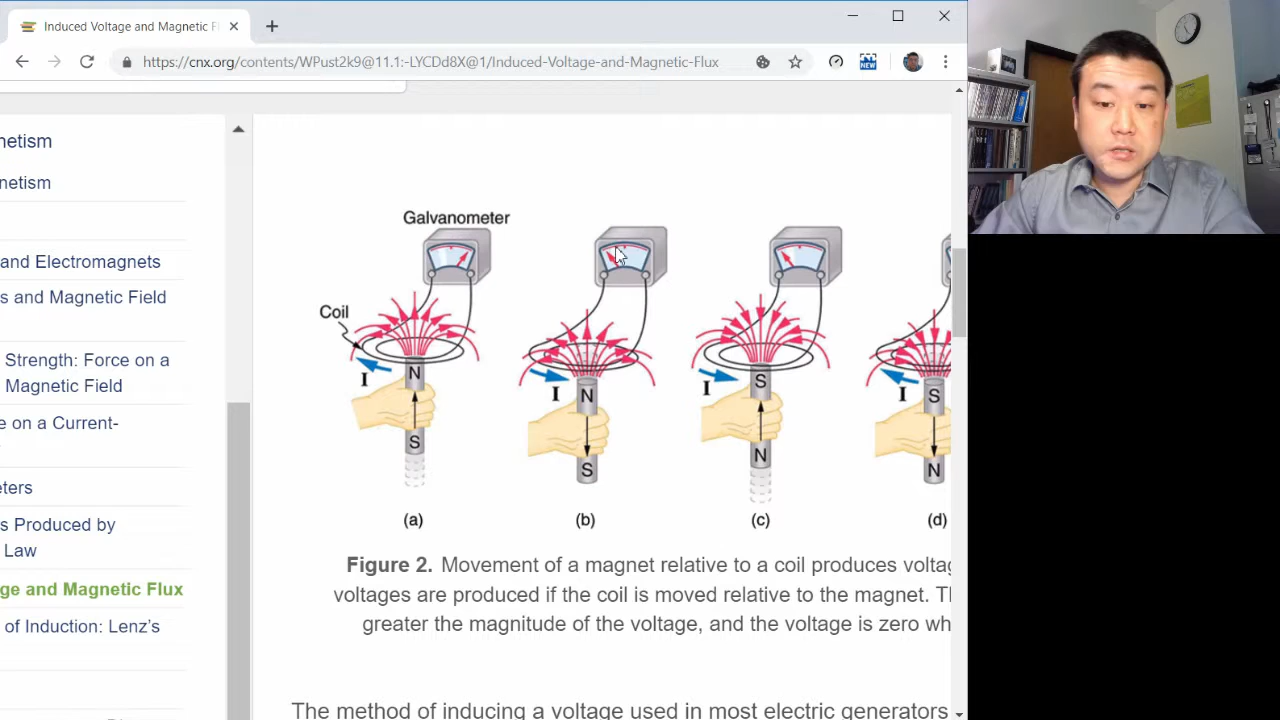 Induced Voltage and Magnetic F
https://cnx.org/contents/WPust2k9@11.1:-LYCDd8X@1/Induced-Voltage-and-Magnetic-Flux
NEW
netism
netism
and Electromagnets
s and Magnetic Field
Strength: Force on a
Magnetic Field
e on a Current-
ters
s Produced by
Law
ge and Magnetic Flux
of Induction: Lenz's
Galvanometer
Coil
I
N
S
(a)
I
N
S
(b)
I
S
N
(c)
I
S
N
(d)
Figure 2. Movement of a magnet relative to a coil produces voltag
voltages are produced if the coil is moved relative to the magnet. Th
greater the magnitude of the voltage, and the voltage is zero wh
The method of inducing a voltage used in most electric generators